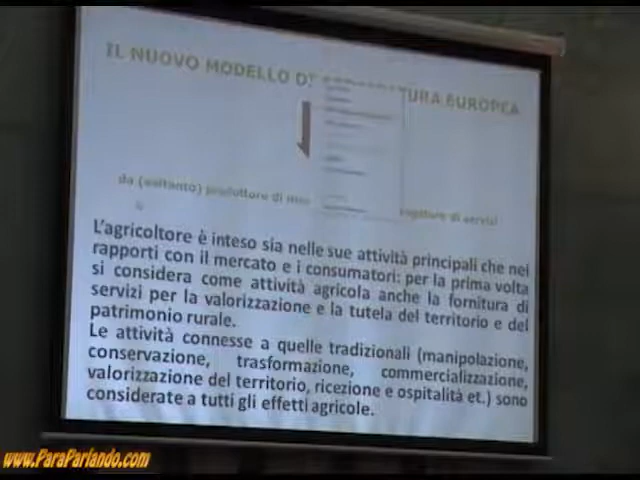 IL NUOVO MODELLO DI TURA EUROPEA
da (soltanto) produttore di di servizi
L'agricoltore è inteso sia nelle sue attività principali che nei
rapporti con il mercato e i consumatori: per la prima volta
si considera come attività agricola anche la fornitura di
servizi per la valorizzazione e la tutela del territorio e del
patrimonio rurale.
Le attività connesse a quelle tradizionali (manipolazione,
conservazione, trasformazione, commercializzazione,
valorizzazione del territorio, ricezione e ospitalità et.) sono
considerate a tutti gli effetti agricole.
www.ParaParlando.com